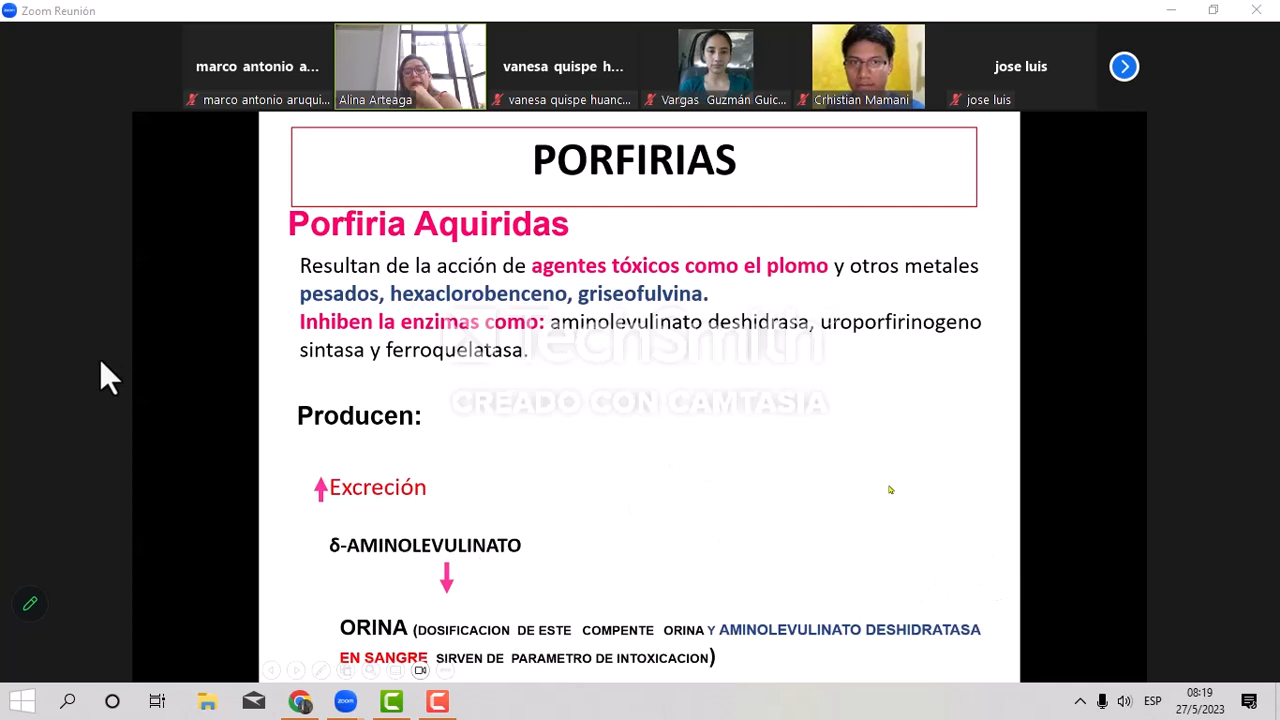 Zoom Reunión
marco antonio a...
vanesa quispe h...
jose luis
marco antonio aruqui...
Alina Arteaga
vanesa quispe huanc...
Vargas Guzmán Guic...
Crhistian Mamani
jose luis
PORFIRIAS
Porfiria Aquiridas
Resultan de la acción de agentes tóxicos como el plomo y otros metales
pesados, hexaclorobenceno, griseofulvina.
Inhiben la enzimas como: aminolevulinato deshidrasa, uroporfirinogeno
sintasa y ferroquelatasa.
TechSmith
CREADO CON CAMTASIA
Producen:
Excreción
δ-AMINOLEVULINATO
ORINA (DOSIFICACION DE ESTE COMPENTE ORINA Y AMINOLEVULINATO DESHIDRATASA
EN SANGRE SIRVEN DE PARAMETRO DE INTOXICACION)
zoom
ESP
08:19
27/5/2023